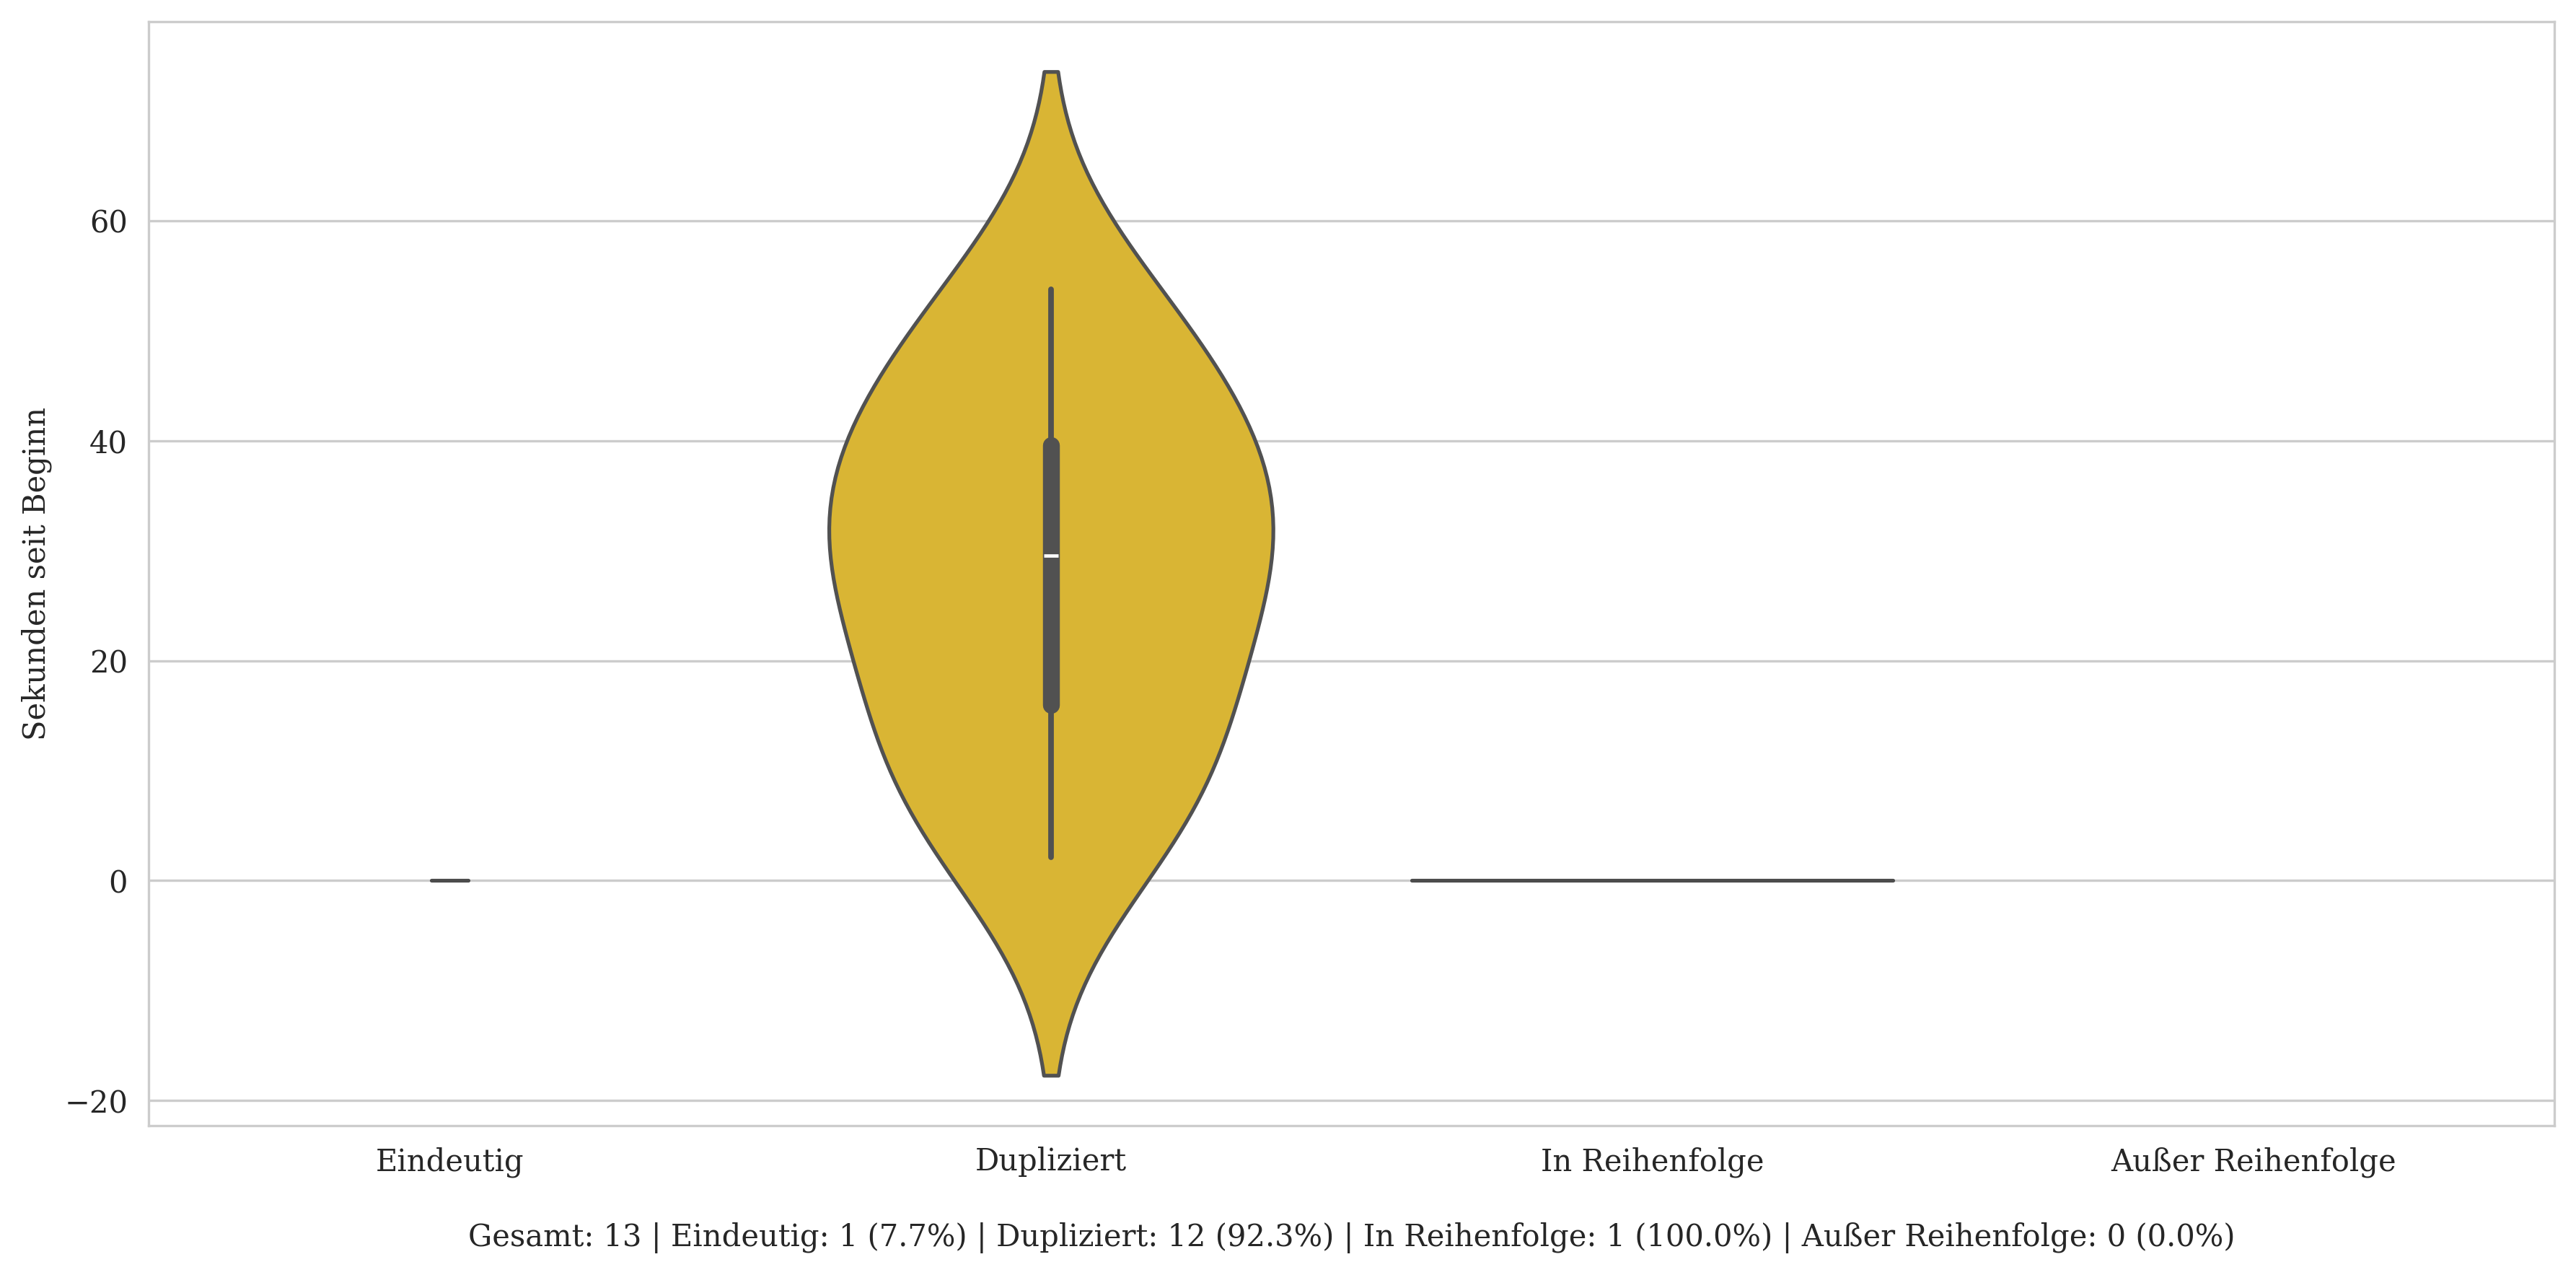 Sekunden seit Beginn
60
40
20
0
−20
Eindeutig
Dupliziert
In Reihenfolge
Außer Reihenfolge
Gesamt: 13 | Eindeutig: 1 (7.7%) | Dupliziert: 12 (92.3%) | In Reihenfolge: 1 (100.0%) | Außer Reihenfolge: 0 (0.0%)